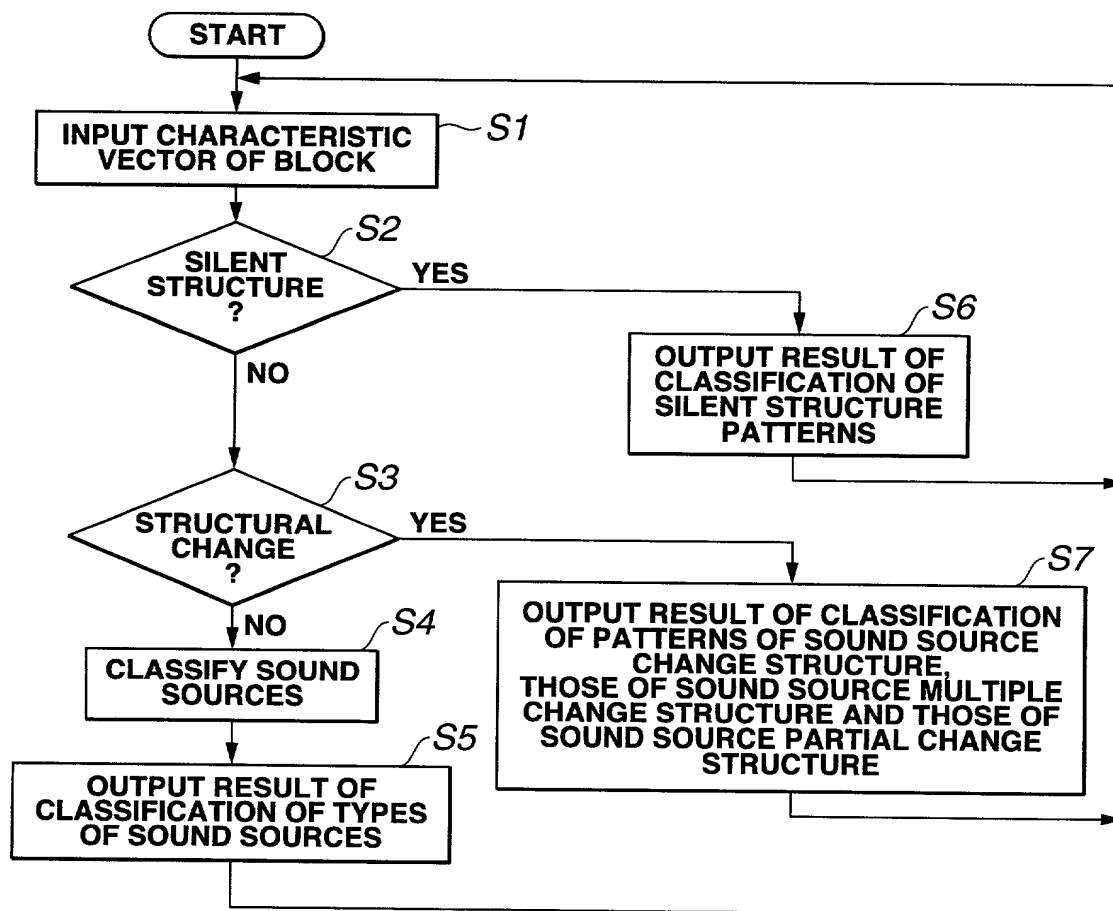 START
INPUT CHARACTERISTIC
VECTOR OF BLOCK
S1
SILENT
STRUCTURE
?
S2
YES
NO
OUTPUT RESULT OF
CLASSIFICATION OF
SILENT STRUCTURE
PATTERNS
S6
STRUCTURAL
CHANGE
?
S3
YES
NO
OUTPUT RESULT OF CLASSIFICATION
OF PATTERNS OF SOUND SOURCE
CHANGE STRUCTURE,
THOSE OF SOUND SOURCE MULTIPLE
CHANGE STRUCTURE AND THOSE OF
SOUND SOURCE PARTIAL CHANGE
STRUCTURE
S7
CLASSIFY SOUND
SOURCES
S4
OUTPUT RESULT OF
CLASSIFICATION OF TYPES
OF SOUND SOURCES
S5